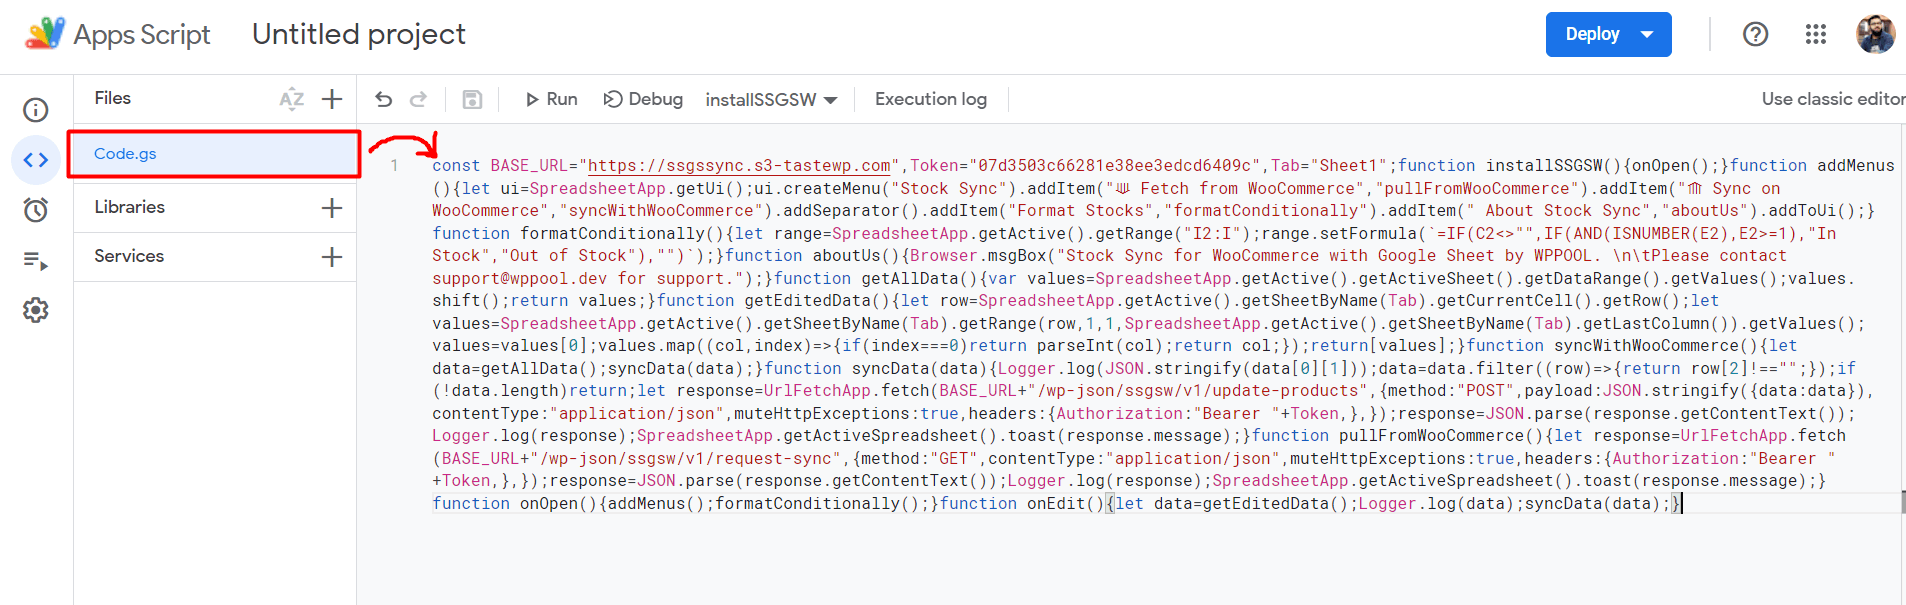 Apps Script
Untitled project
Deploy
Files
AZ
Run
Debug
installSSGSW
Execution log
Use classic editor
Code.gs
Libraries
Services
1
const BASE_URL="https://ssgssync.s3-tastewp.com",Token="07d3503c66281e38ee3edcd6409c",Tab="Sheet1";function installSSGSW(){onOpen();}function addMenus
(){let ui=SpreadsheetApp.getUi();ui.createMenu("Stock Sync").addItem("⟱ Fetch from WooCommerce","pullFromWooCommerce").addItem("⟰ Sync on
WooCommerce","syncWithWooCommerce").addSeparator().addItem("Format Stocks","formatConditionally").addItem(" About Stock Sync","aboutUs").addToUi();}
function formatConditionally(){let range=SpreadsheetApp.getActive().getRange("I2:I");range.setFormula(`=IF(C2<>"",IF(AND(ISNUMBER(E2),E2>=1),"In
Stock","Out of Stock"),"")`);}function aboutUs(){Browser.msgBox("Stock Sync for WooCommerce with Google Sheet by WPPOOL. \n\tPlease contact
support@wppool.dev for support.");}function getAllData(){var values=SpreadsheetApp.getActive().getActiveSheet().getDataRange().getValues();values.
shift();return values;}function getEditedData(){let row=SpreadsheetApp.getActive().getSheetByName(Tab).getCurrentCell().getRow();let
values=SpreadsheetApp.getActive().getSheetByName(Tab).getRange(row,1,1,SpreadsheetApp.getActive().getSheetByName(Tab).getLastColumn()).getValues();
values=values[0];values.map((col,index)=>{if(index===0)return parseInt(col);return col;});return[values];}function syncWithWooCommerce(){let
data=getAllData();syncData(data);}function syncData(data){Logger.log(JSON.stringify(data[0][1]));data=data.filter((row)=>{return row[2]!=="";});if
(!data.length)return;let response=UrlFetchApp.fetch(BASE_URL+"/wp-json/ssgsw/v1/update-products",{method:"POST",payload:JSON.stringify({data:data}),
contentType:"application/json",muteHttpExceptions:true,headers:{Authorization:"Bearer "+Token,},});response=JSON.parse(response.getContentText());
Logger.log(response);SpreadsheetApp.getActiveSpreadsheet().toast(response.message);}function pullFromWooCommerce(){let response=UrlFetchApp.fetch
(BASE_URL+"/wp-json/ssgsw/v1/request-sync",{method:"GET",contentType:"application/json",muteHttpExceptions:true,headers:{Authorization:"Bearer "
+Token,},});response=JSON.parse(response.getContentText());Logger.log(response);SpreadsheetApp.getActiveSpreadsheet().toast(response.message);}
function onOpen(){addMenus();formatConditionally();}function onEdit(){let data=getEditedData();Logger.log(data);syncData(data);}